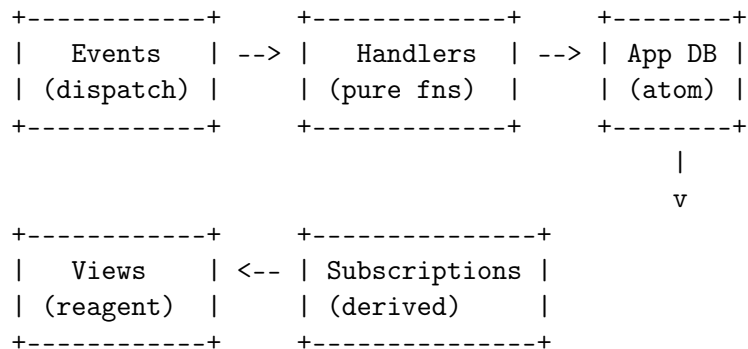 +------------+ +-------------+ +--------+
| Events | --> | Handlers | --> | App DB |
| (dispatch) | | (pure fns) | | (atom) |
+------------+ +-------------+ +--------+
|
v
+------------+ +---------------+
| Views | <-- | Subscriptions |
| (reagent) | | (derived) |
+------------+ +---------------+